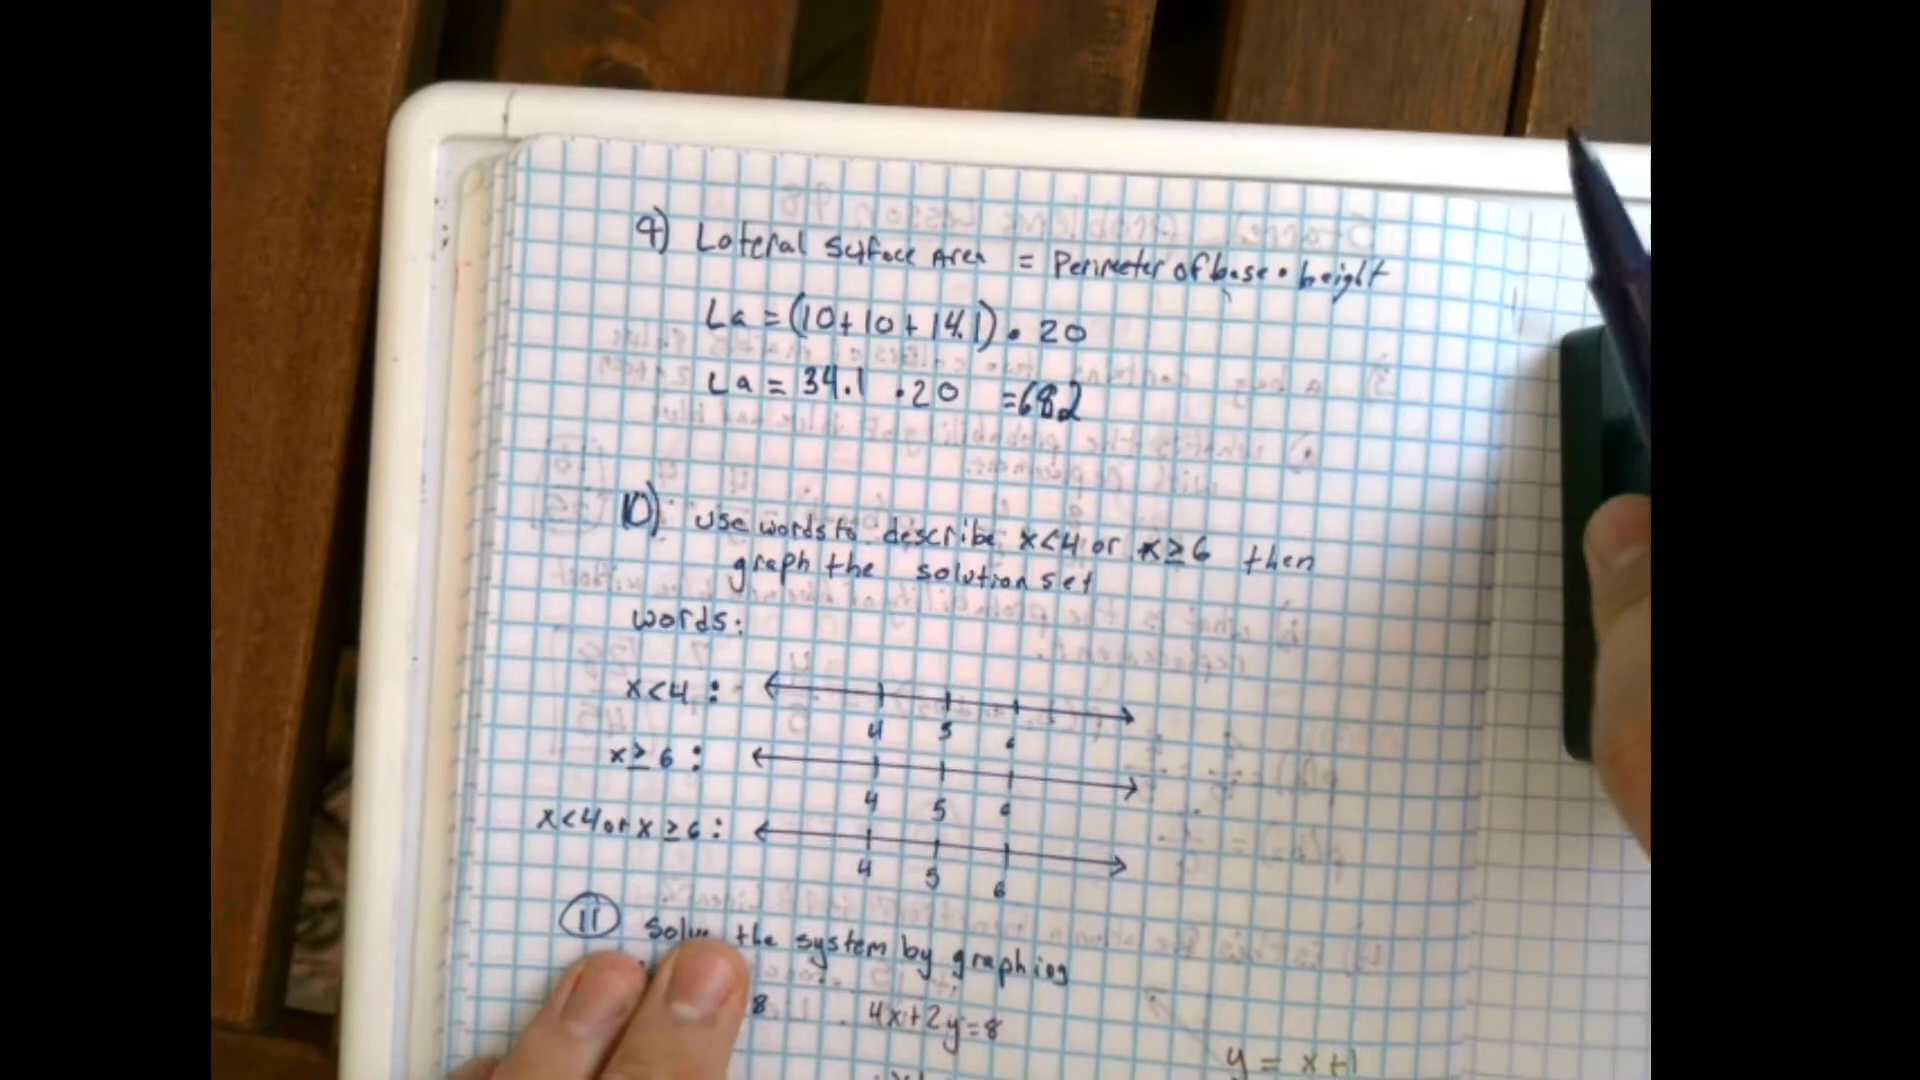 9) Lateral Surface Area = Perimeter of base • height
La = (10+10+14.1) • 20
La = 34.1 • 20 = 682
10) use words to describe x<4 or x≥6 then
graph the solution set
words:
x<4 :
4 5 6
x≥6 :
4 5 6
x<4 or x≥6 :
4 5 6
11 Solve the system by graphing
8 4x+2y=8
y = x+1